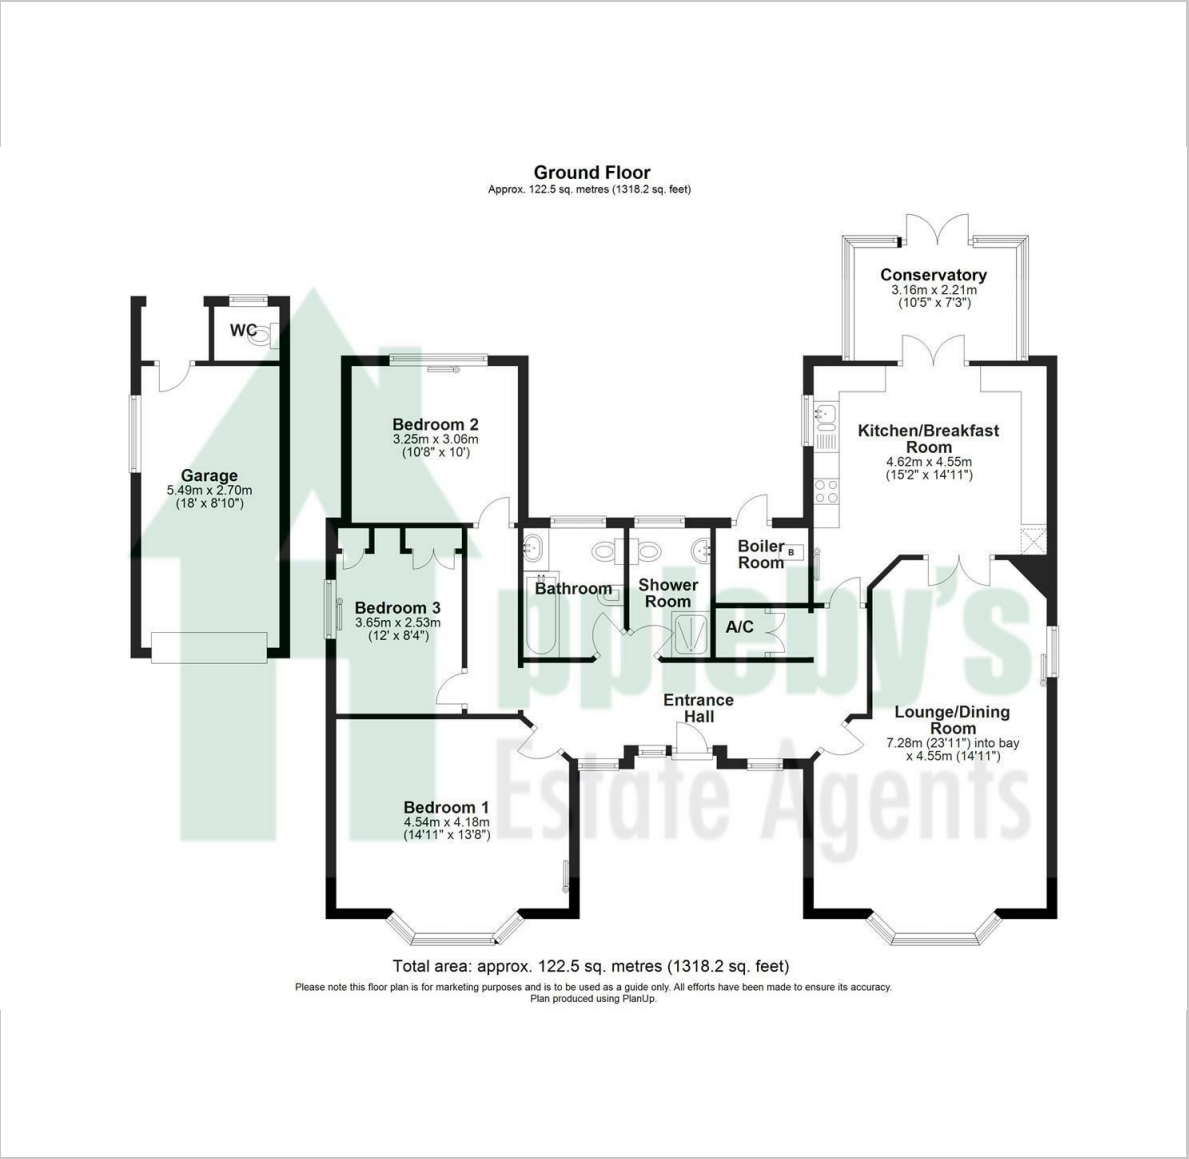 Ground Floor
Approx. 122.5 sq. metres (1318.2 sq. feet)
Conservatory
3.16m x 2.21m
(10'5" x 7'3")
WC
Bedroom 2
3.25m x 3.06m
(10'8" x 10')
Kitchen/Breakfast
Room
4.62m x 4.55m
(15'2" x 14'11")
Garage
5.49m x 2.70m
(18' x 8'10")
Boiler
Room
B
Bathroom
Shower
Room
Bedroom 3
3.65m x 2.53m
(12' x 8'4")
A/C
Entrance
Hall
Lounge/Dining
Room
7.28m (23'11") into bay
x 4.55m (14'11")
Bedroom 1
4.54m x 4.18m
(14'11" x 13'8")
ppleby's
Estate Agents
Total area: approx. 122.5 sq. metres (1318.2 sq. feet)
Please note this floor plan is for marketing purposes and is to be used as a guide only. All efforts have been made to ensure its accuracy.
Plan produced using PlanUp.